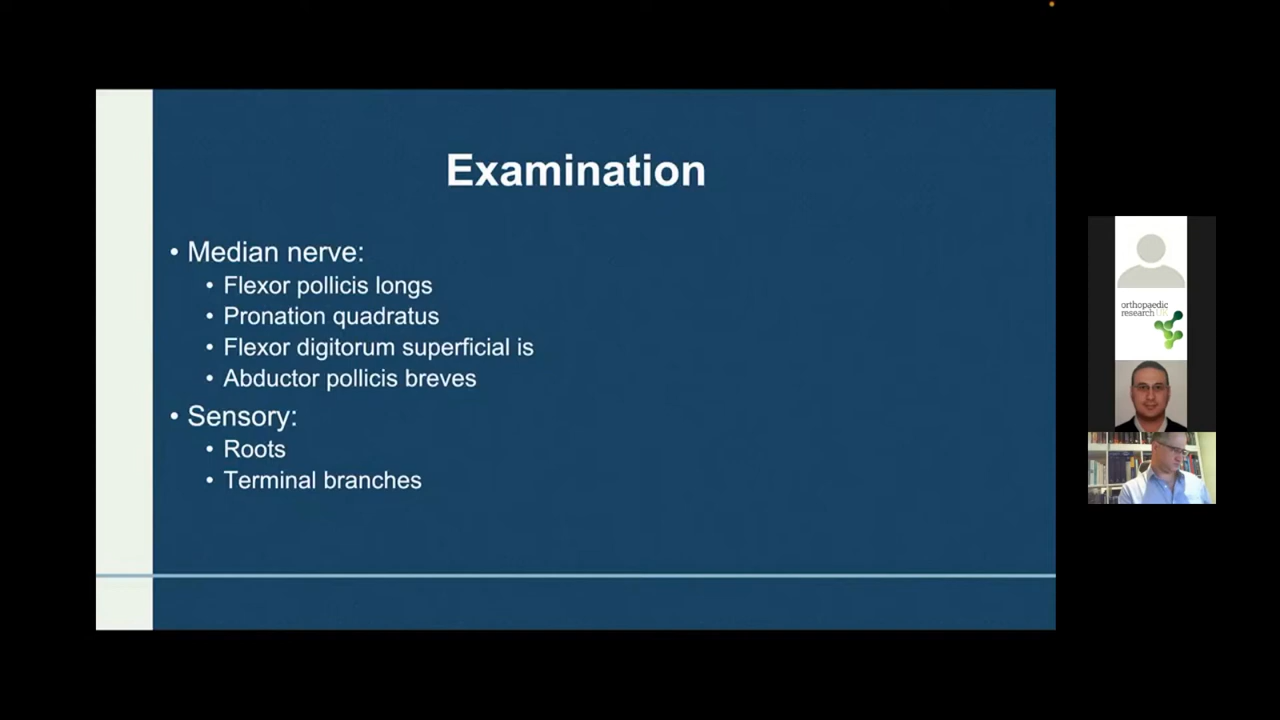 Examination
• Median nerve:
• Flexor pollicis longs
• Pronation quadratus
• Flexor digitorum superficial is
• Abductor pollicis breves
• Sensory:
• Roots
• Terminal branches
orthopaedic
research UK